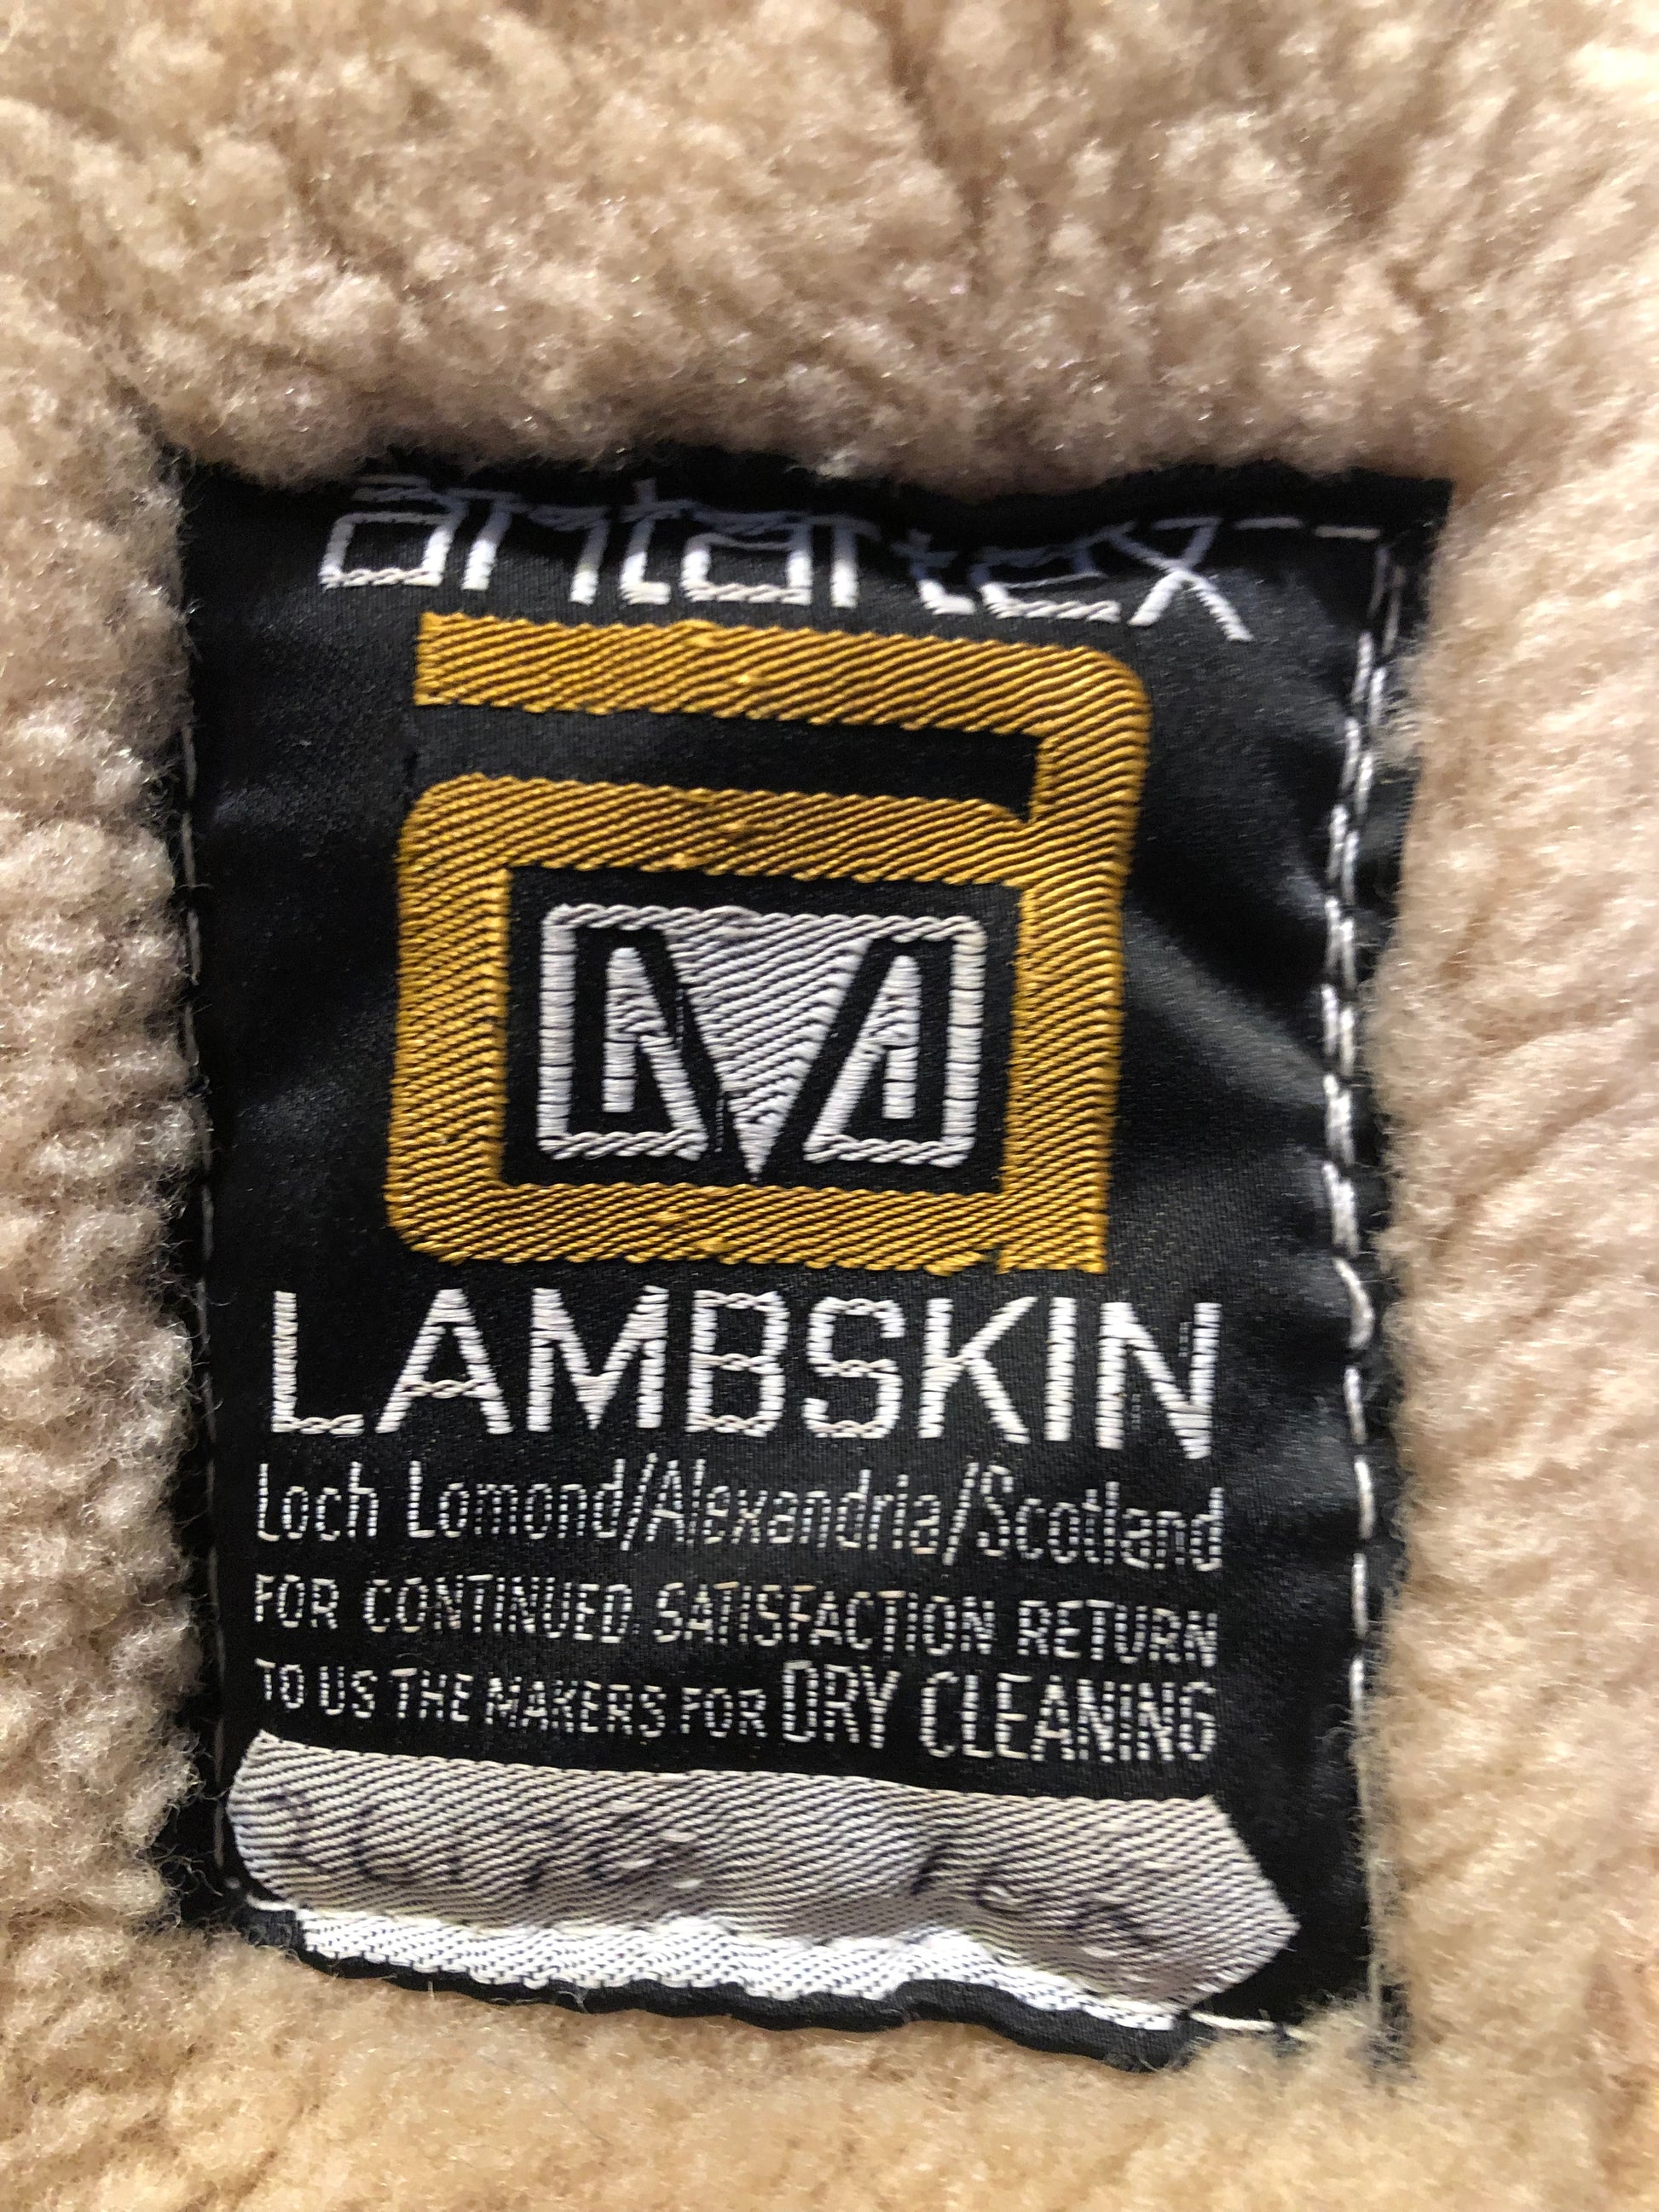 antartex
LAMBSKIN
Loch Lomond/Alexandria/Scotland
FOR CONTINUED SATISFACTION RETURN
TO US THE MAKERS FOR DRY CLEANING